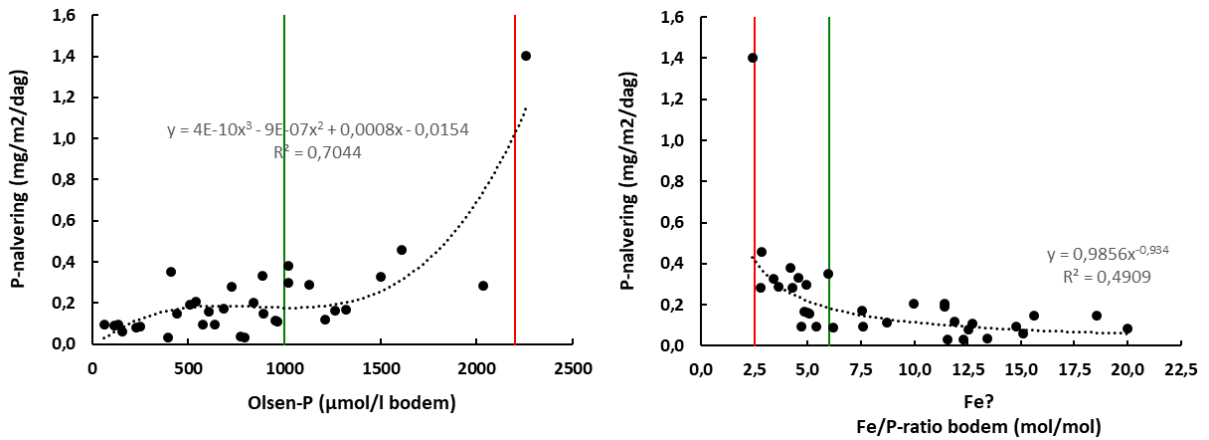 P-nalvering (mg/m2/dag)
1,6
1,4
1,2
1,0
0,8
0,6
0,4
0,2
0,0
y = 4E-10x³ - 9E-07x² + 0,0008x - 0,0154
R² = 0,7044
0 500 1000 1500 2000 2500
Olsen-P (µmol/l bodem)
P-nalvering (mg/m2/dag)
1,6
1,4
1,2
1,0
0,8
0,6
0,4
0,2
0,0
y = 0,9856x⁻⁰,⁹³⁴
R² = 0,4909
0,0 2,5 5,0 7,5 10,0 12,5 15,0 17,5 20,0 22,5
Fe?
Fe/P-ratio bodem (mol/mol)